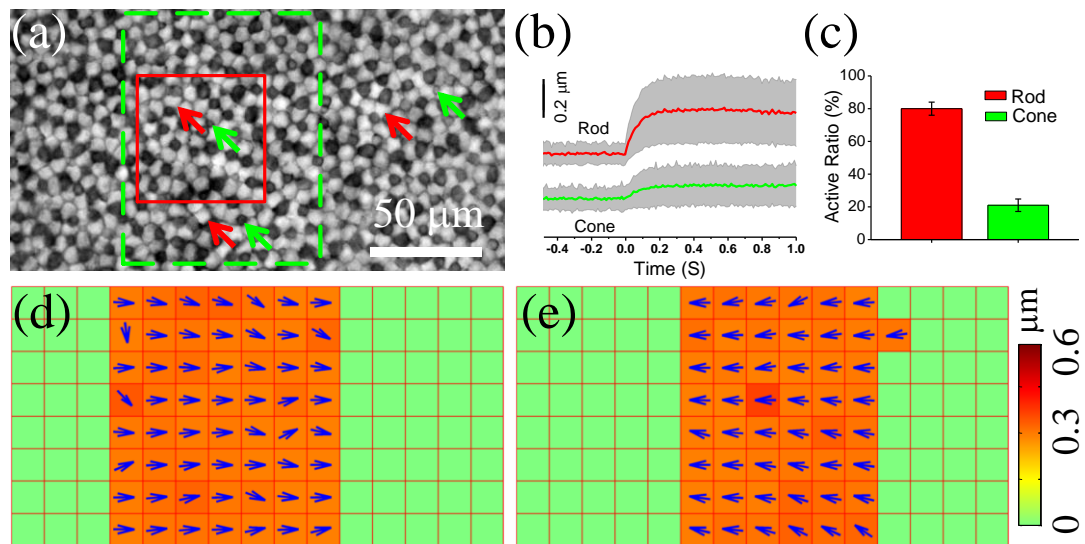 (a)
50 μm
(b)
0.2 μm
Rod
Cone
-0.4 -0.2 0.0 0.2 0.4 0.6 0.8 1.0
Time (S)
(c)
100
80
60
40
20
0
Active Ratio (%)
Rod
Cone
(d)
(e)
μm
0.6
0.3
0